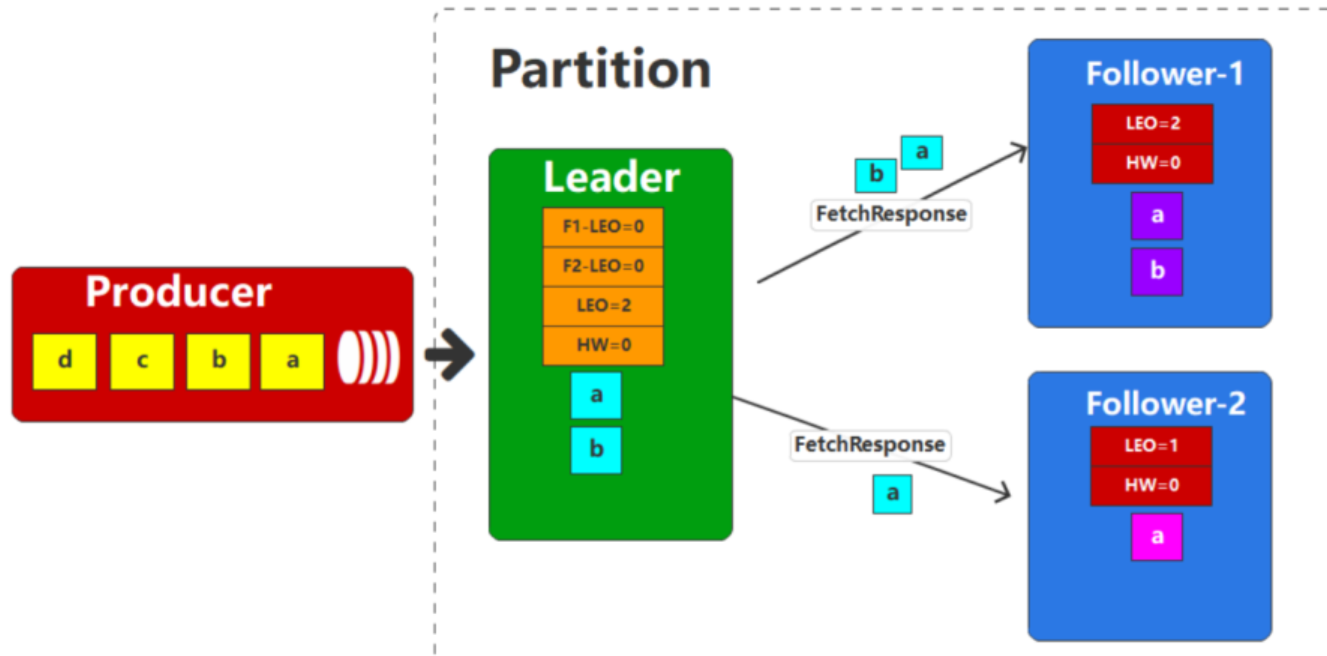 Partition
Producer
d c b a
Leader
F1-LEO=0
F2-LEO=0
LEO=2
HW=0
a
b
b a
FetchResponse
FetchResponse
a
Follower-1
LEO=2
HW=0
a
b
Follower-2
LEO=1
HW=0
a